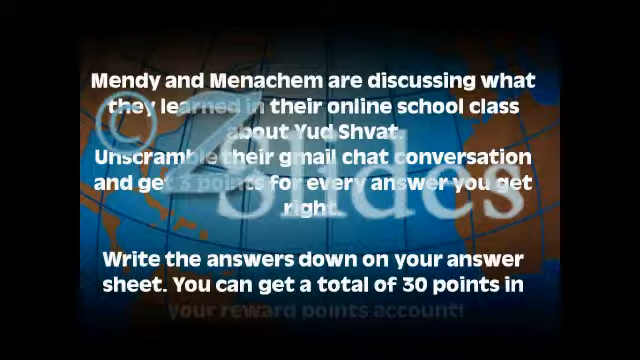 Mendy and Menachem are discussing what
they learned in their online school class
about Yud Shvat.
Unscramble their gmail chat conversation
and get 3 points for every answer you get
right.
Write the answers down on your answer
sheet. You can get a total of 30 points in
your reward points account!
© ZSlides